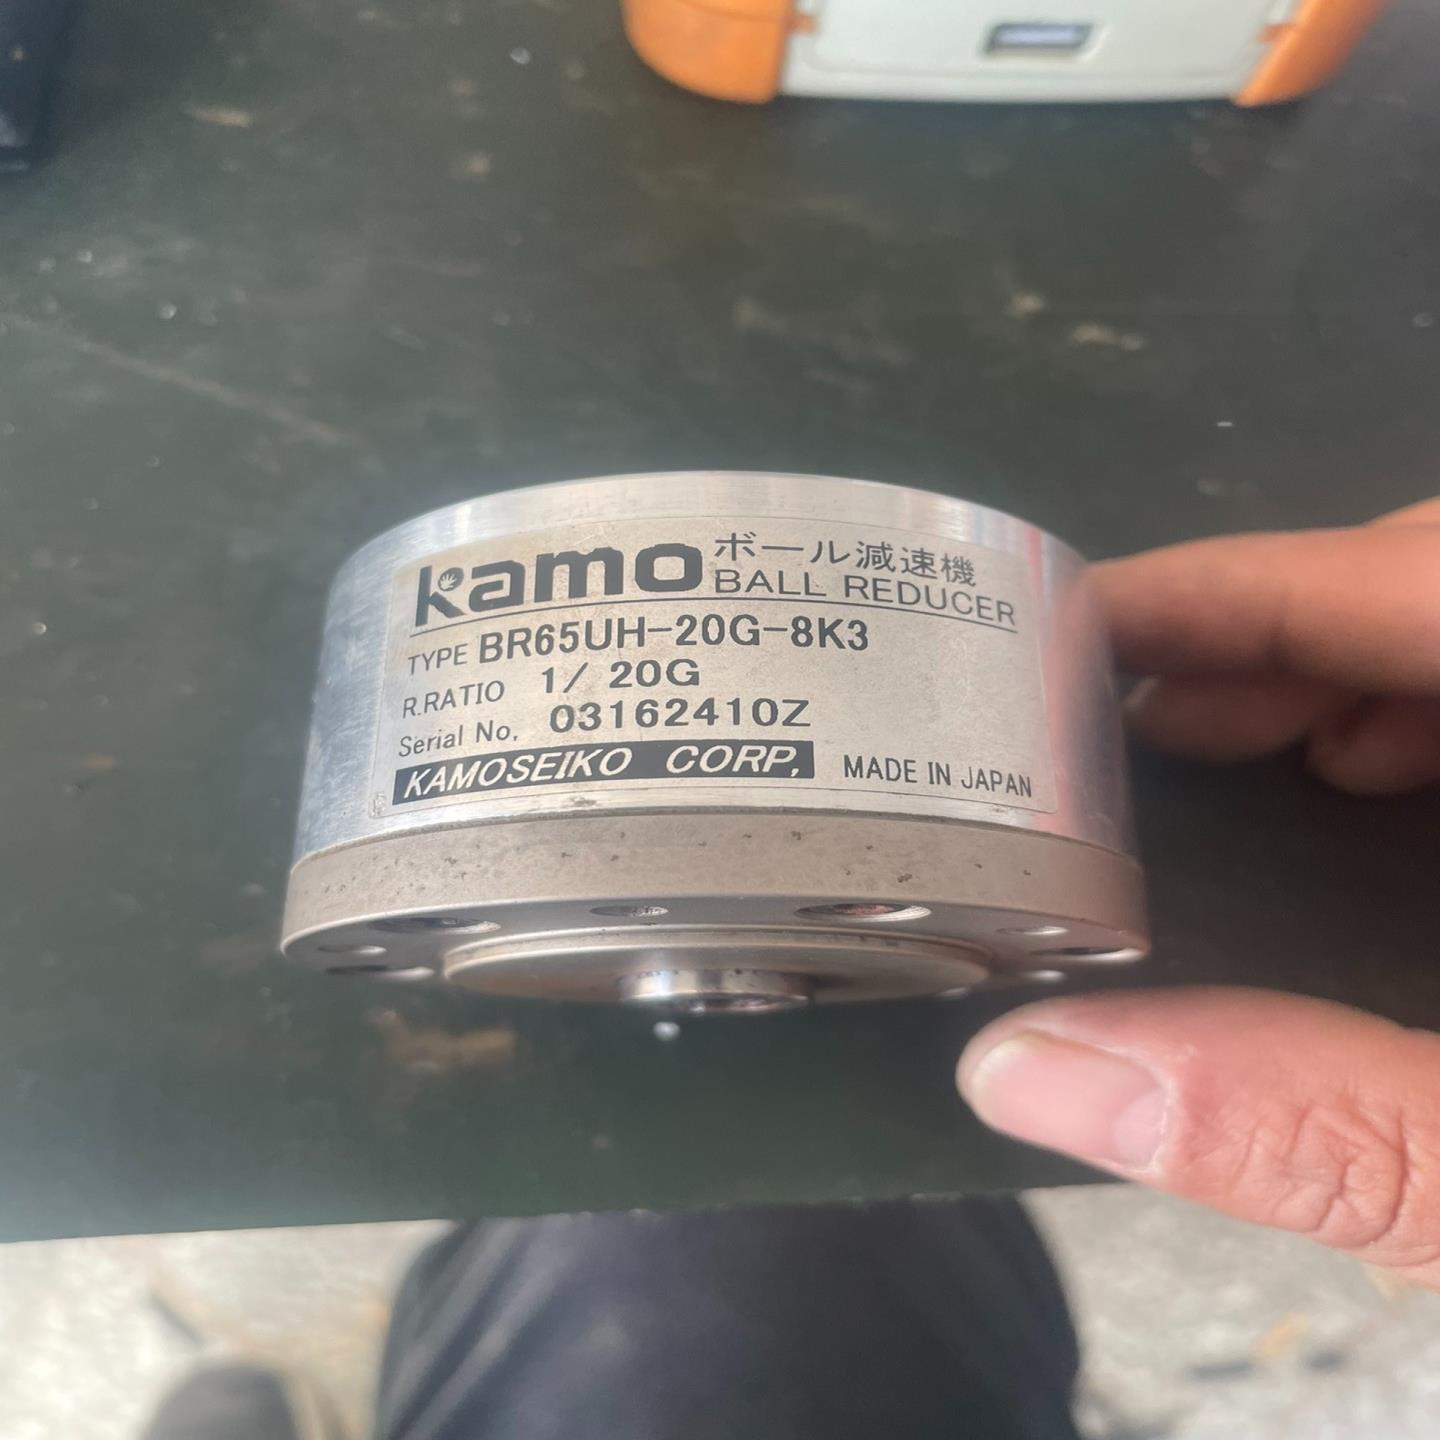 kamo ボール減速機
BALL REDUCER
TYPE BR65UH-20G-8K3
R.RATIO 1/ 20G
Serial No. 03162410Z
KAMOSEIKO CORP. MADE IN JAPAN